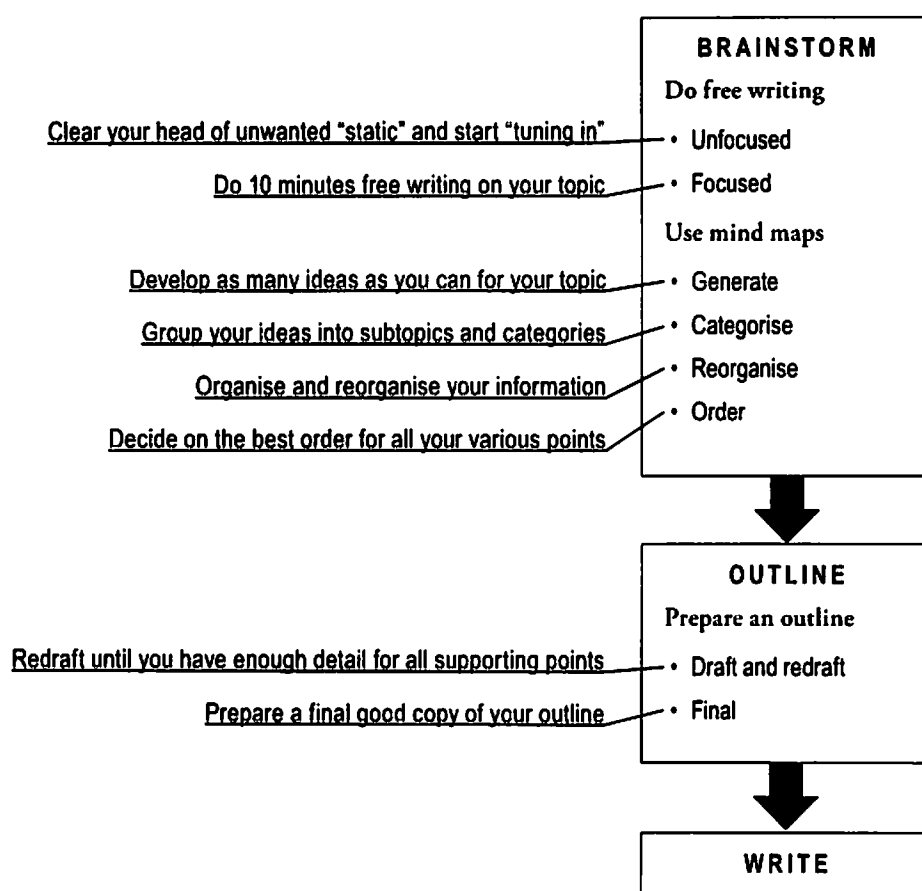 BRAINSTORM
Do free writing
Clear your head of unwanted “static” and start “tuning in”
• Unfocused
Do 10 minutes free writing on your topic
• Focused
Use mind maps
Develop as many ideas as you can for your topic
• Generate
Group your ideas into subtopics and categories
• Categorise
Organise and reorganise your information
• Reorganise
Decide on the best order for all your various points
• Order
OUTLINE
Prepare an outline
Redraft until you have enough detail for all supporting points
• Draft and redraft
Prepare a final good copy of your outline
• Final
WRITE